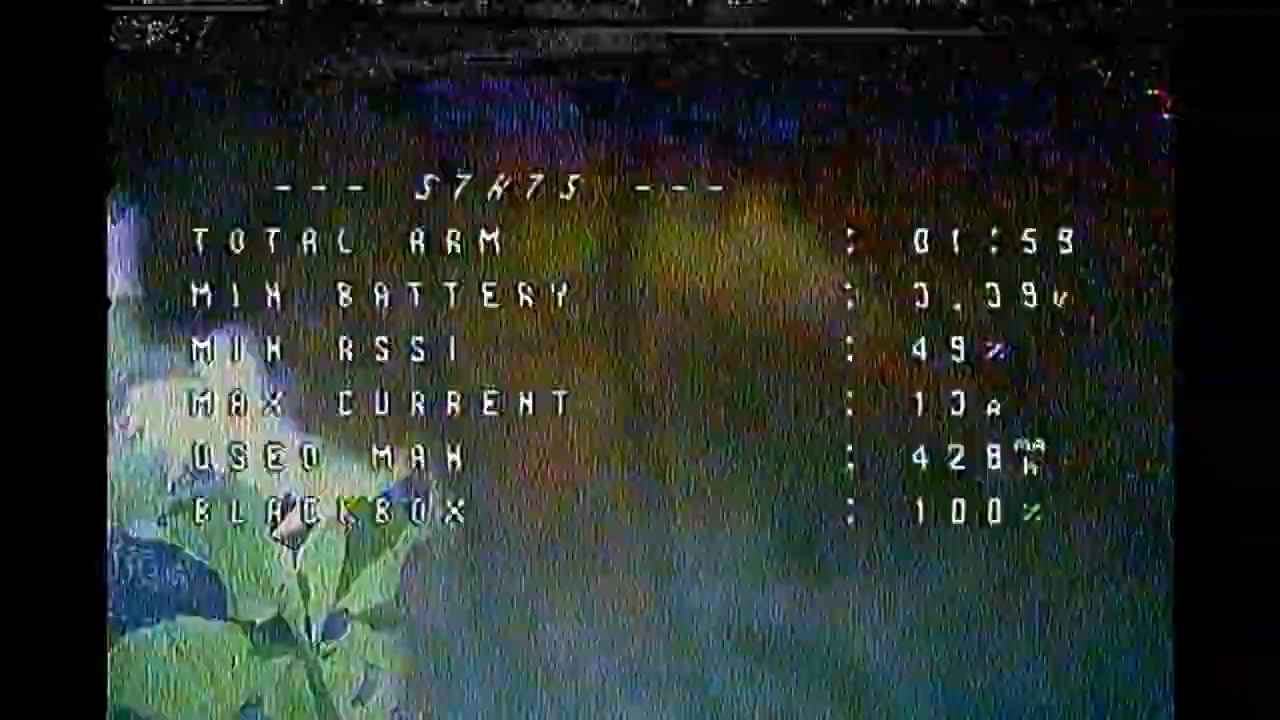 --- STATS ---
TOTAL ARM : 01:59
MIN BATTERY : 3.39V
MIN RSSI : 49%
MAX CURRENT : 13A
USED MAH : 428MAH
BLACKBOX : 100%